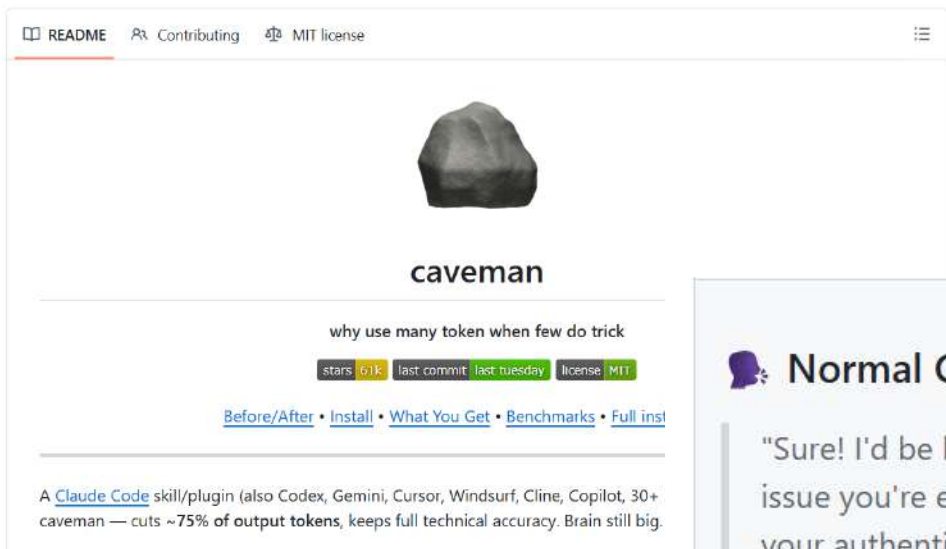 README Contributing MIT license
caveman
why use many token when few do trick
stars 61k last commit last tuesday license MIT
Before/After • Install • What You Get • Benchmarks • Full inst
A Claude Code skill/plugin (also Codex, Gemini, Cursor, Windsurf, Cline, Copilot, 30+
caveman — cuts ~75% of output tokens, keeps full technical accuracy. Brain still big.
Normal C
"Sure! I'd be h
issue you're e
your authenti